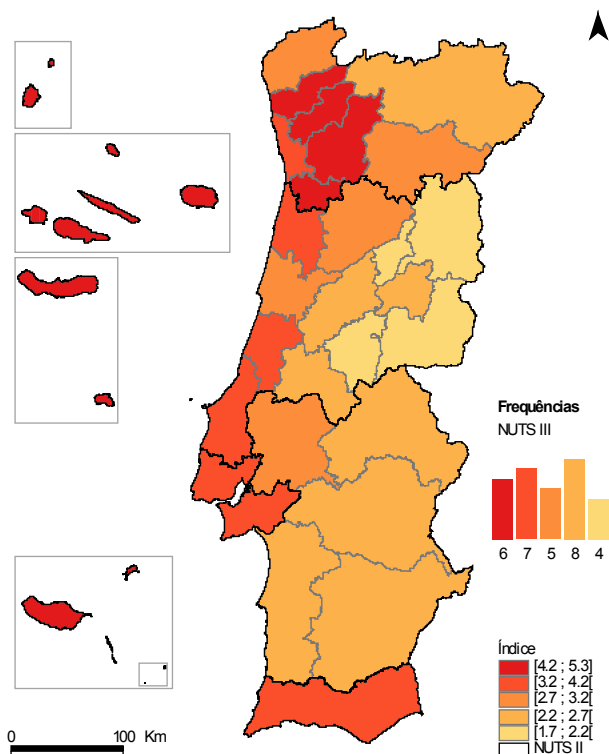 Frequências
NUTS III
6 7 5 8 4
Índice
[4.2 ; 5.3]
[3.2 ; 4.2[
[2.7 ; 3.2[
[2.2 ; 2.7[
[1.7 ; 2.2[
NUTS II
0 100 Km